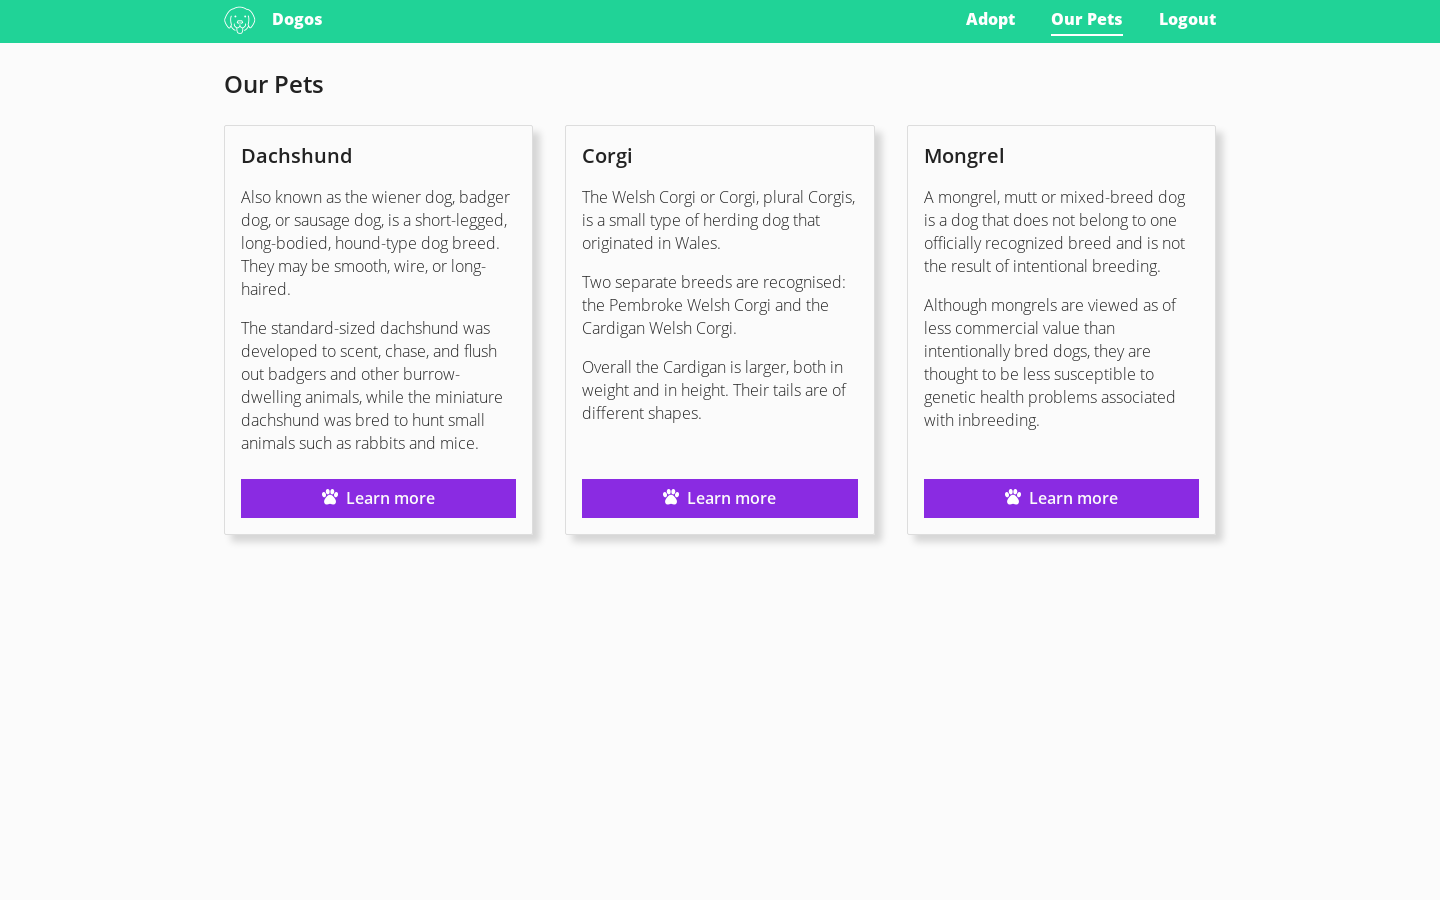 Dogos
Adopt
Our Pets
Logout
Our Pets
Dachshund
Also known as the wiener dog, badger
dog, or sausage dog, is a short-legged,
long-bodied, hound-type dog breed.
They may be smooth, wire, or long-
haired.
The standard-sized dachshund was
developed to scent, chase, and flush
out badgers and other burrow-
dwelling animals, while the miniature
dachshund was bred to hunt small
animals such as rabbits and mice.
Learn more
Corgi
The Welsh Corgi or Corgi, plural Corgis,
is a small type of herding dog that
originated in Wales.
Two separate breeds are recognised:
the Pembroke Welsh Corgi and the
Cardigan Welsh Corgi.
Overall the Cardigan is larger, both in
weight and in height. Their tails are of
different shapes.
Learn more
Mongrel
A mongrel, mutt or mixed-breed dog
is a dog that does not belong to one
officially recognized breed and is not
the result of intentional breeding.
Although mongrels are viewed as of
less commercial value than
intentionally bred dogs, they are
thought to be less susceptible to
genetic health problems associated
with inbreeding.
Learn more